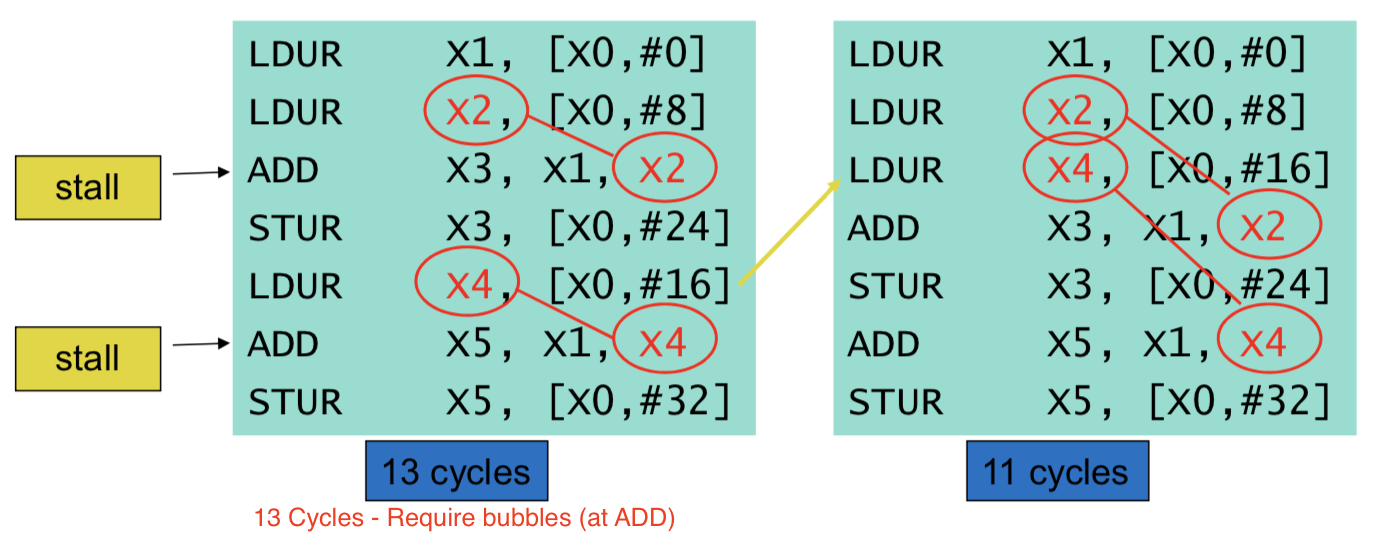 LDUR X1, [X0,#0]
LDUR X2, [X0,#8]
stall
ADD X3, X1, X2
STUR X3, [X0,#24]
LDUR X4, [X0,#16]
stall
ADD X5, X1, X4
STUR X5, [X0,#32]
13 cycles
13 Cycles - Require bubbles (at ADD)
LDUR X1, [X0,#0]
LDUR X2, [X0,#8]
LDUR X4, [X0,#16]
ADD X3, X1, X2
STUR X3, [X0,#24]
ADD X5, X1, X4
STUR X5, [X0,#32]
11 cycles